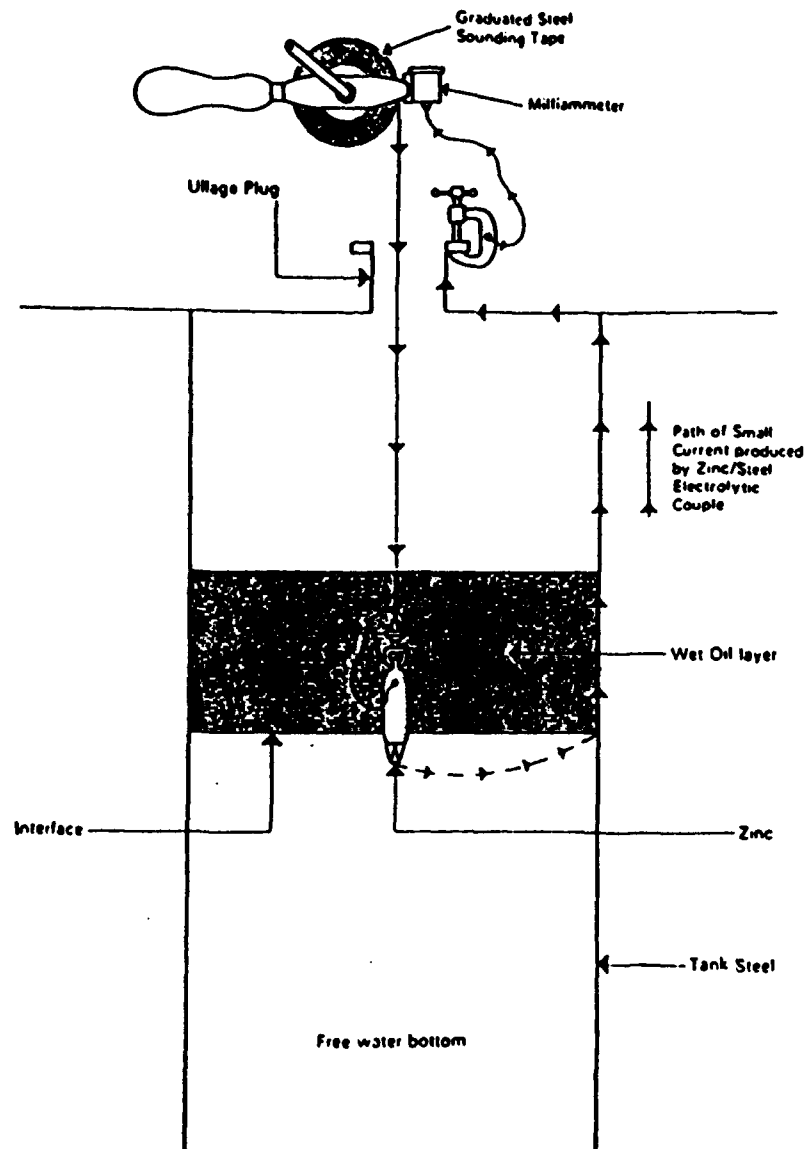 Graduated Steel
Sounding Tape
Milliammeter
Ullage Plug
Path of Small
Current produced
by Zinc/Steel
Electrolytic
Couple
Wet Oil layer
Interface
Zinc
Tank Steel
Free water bottom